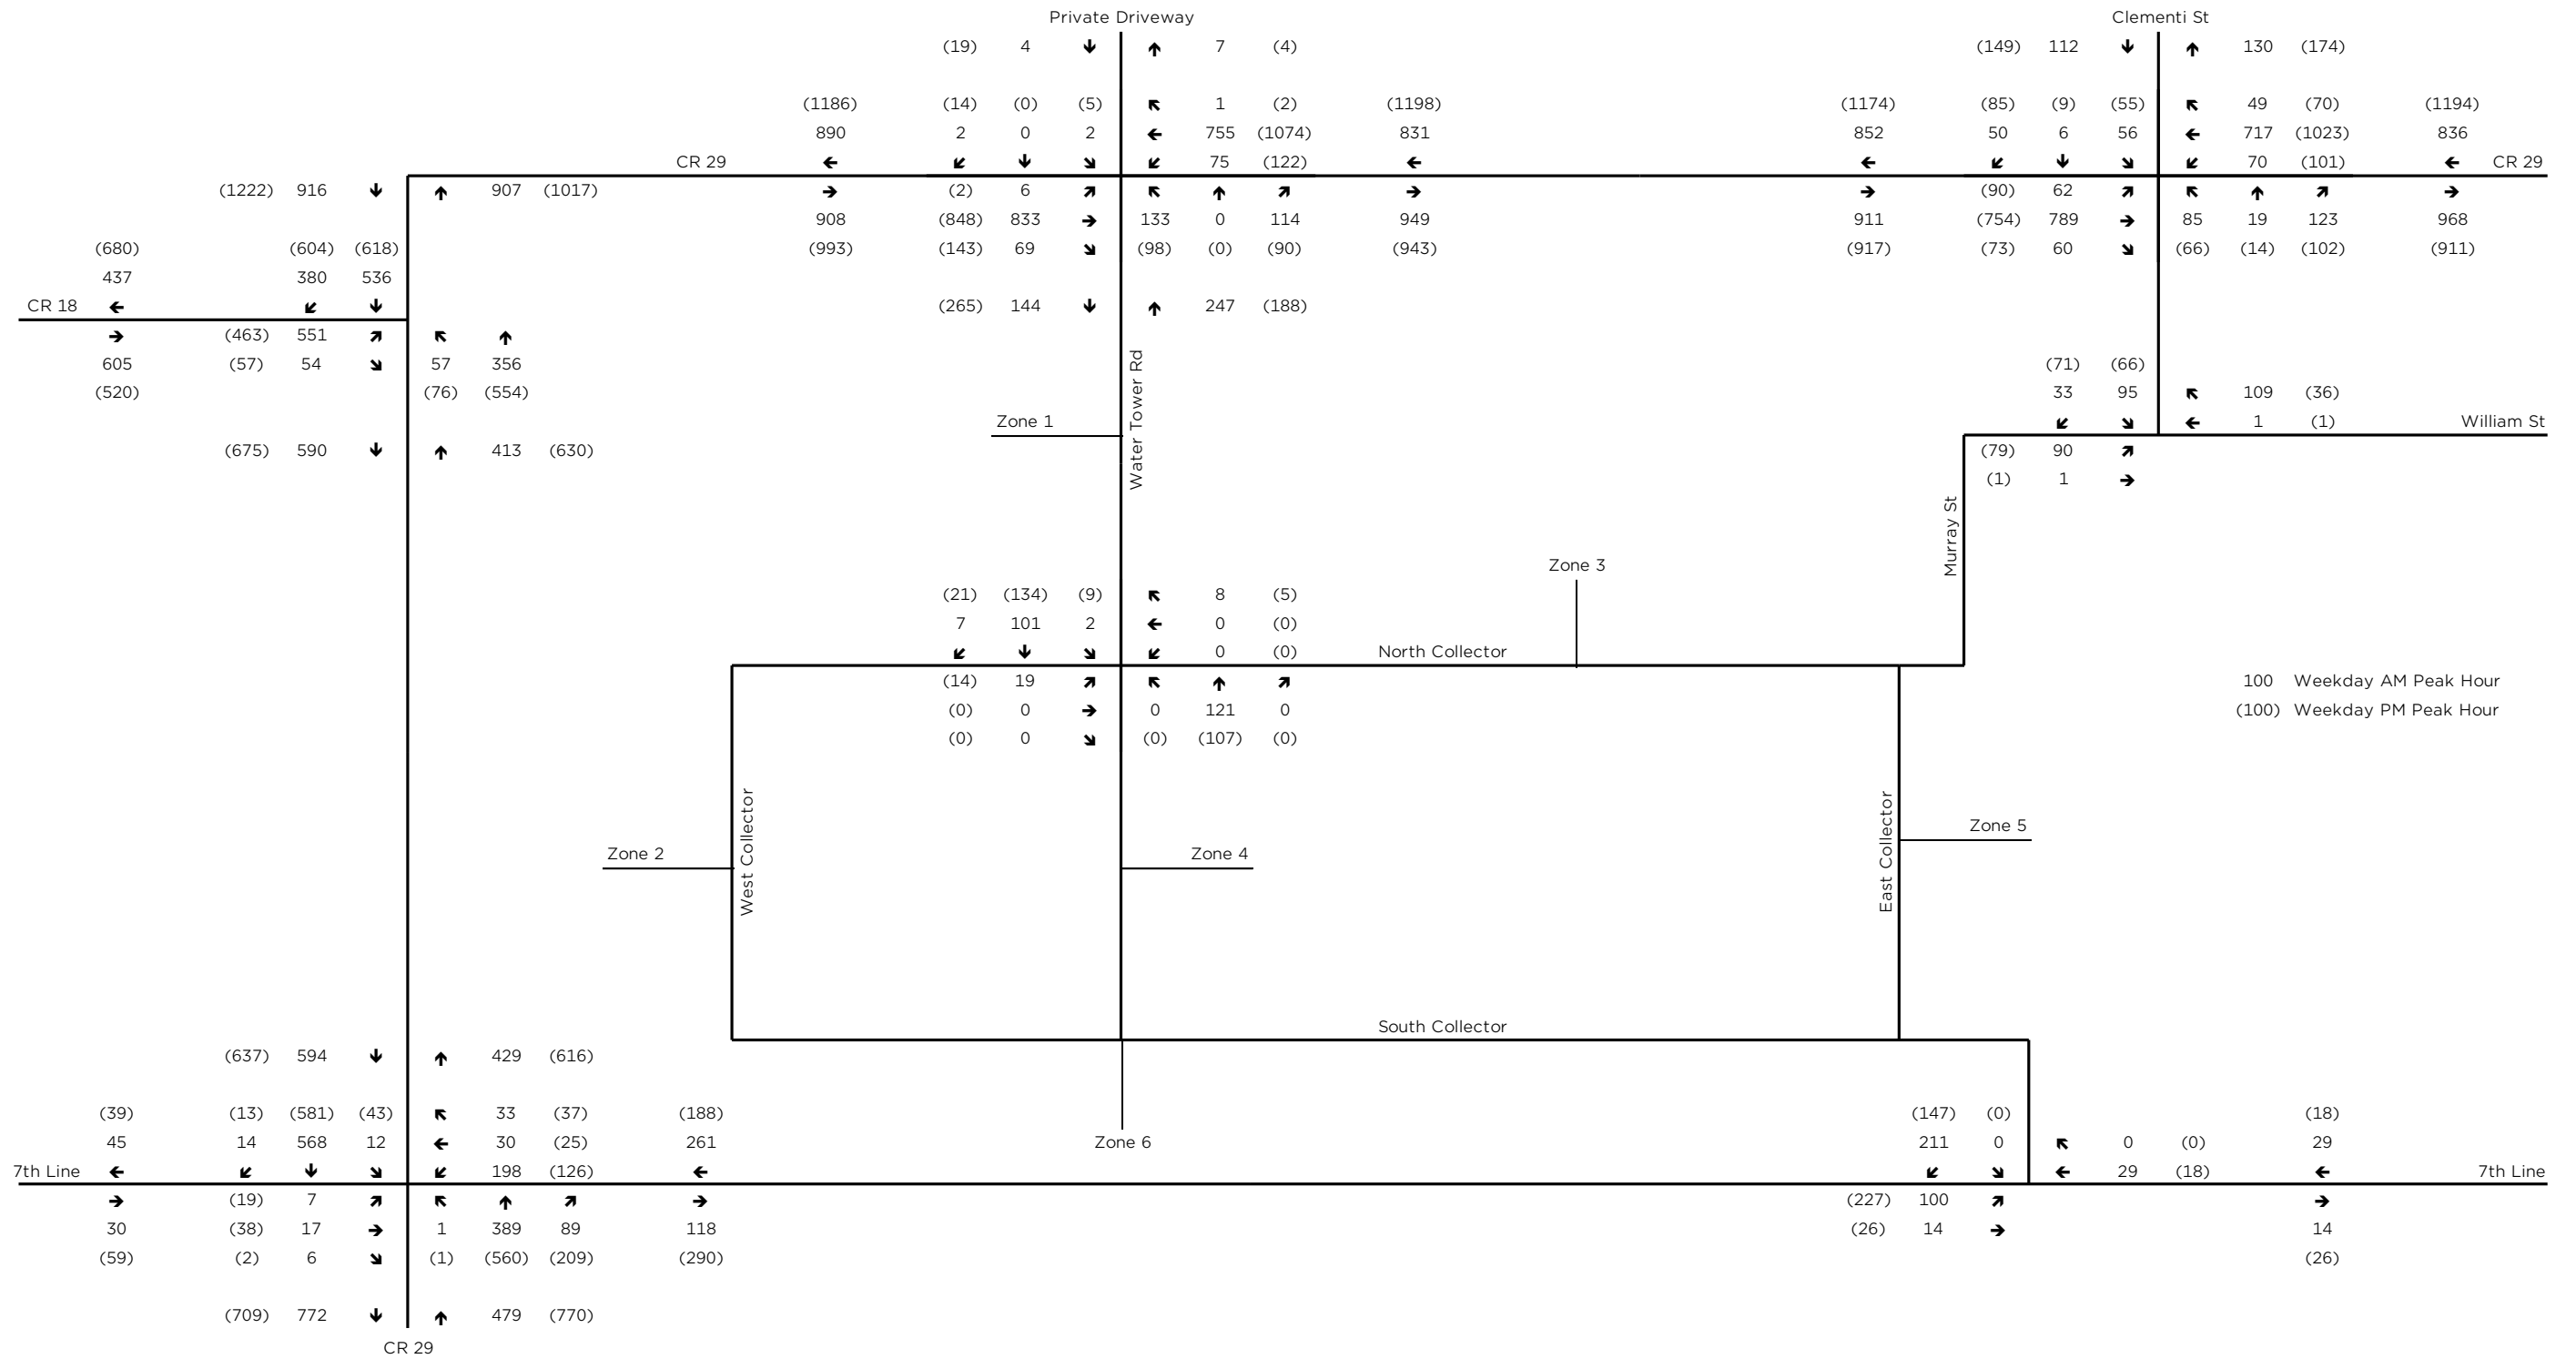 Private Driveway Clementi St
(19) 4 ↓ ↑ 7 (4) (149) 112 ↓ ↑ 130 (174)
(1186) (14) (0) (5) ↖ 1 (2) (1198) (1174) (85) (9) (55) ↖ 49 (70) (1194)
890 2 0 2 ← 755 (1074) 831 852 50 6 56 ← 717 (1023) 836
CR 29 ← ↙ ↓ ↘ ↙ 75 (122) ← ← ↙ ↓ ↘ ↙ 70 (101) ← CR 29
(1222) 916 ↓ ↑ 907 (1017) → (2) 6 ↗ ↖ ↑ ↗ → → (90) 62 ↗ ↖ ↑ ↗ →
908 (848) 833 → 133 0 114 949 911 (754) 789 → 85 19 123 968
(680) (604) (618) (993) (143) 69 ↘ (98) (0) (90) (943) (917) (73) 60 ↘ (66) (14) (102) (911)
437 380 536
CR 18 ← ↙ ↓ (265) 144 ↓ ↑ 247 (188)
→ (463) 551 ↗ ↖ ↑
605 (57) 54 ↘ 57 356 (71) (66)
(520) (76) (554) 33 95 ↖ 109 (36)
Water Tower Rd
Zone 1 ↙ ↘ ← 1 (1) William St
(675) 590 ↓ ↑ 413 (630) (79) 90 ↗
(1) 1 →
Murray St
Zone 3
(21) (134) (9) ↖ 8 (5)
7 101 2 ← 0 (0)
↙ ↓ ↘ ↙ 0 (0) North Collector
(14) 19 ↗ ↖ ↑ ↗ 100 Weekday AM Peak Hour
(0) 0 → 0 121 0 (100) Weekday PM Peak Hour
(0) 0 ↘ (0) (107) (0)
West Collector
East Collector
Zone 5
Zone 2 Zone 4
South Collector
(637) 594 ↓ ↑ 429 (616)
(39) (13) (581) (43) ↖ 33 (37) (188) (147) (0) (18)
45 14 568 12 ← 30 (25) 261 Zone 6 211 0 ↖ 0 (0) 29
7th Line ← ↙ ↓ ↘ ↙ 198 (126) ← ↙ ↘ ← 29 (18) ← 7th Line
→ (19) 7 ↗ ↖ ↑ ↗ → (227) 100 ↗ →
30 (38) 17 → 1 389 89 118 (26) 14 → 14
(59) (2) 6 ↘ (1) (560) (209) (290) (26)
(709) 772 ↓ ↑ 479 (770)
CR 29